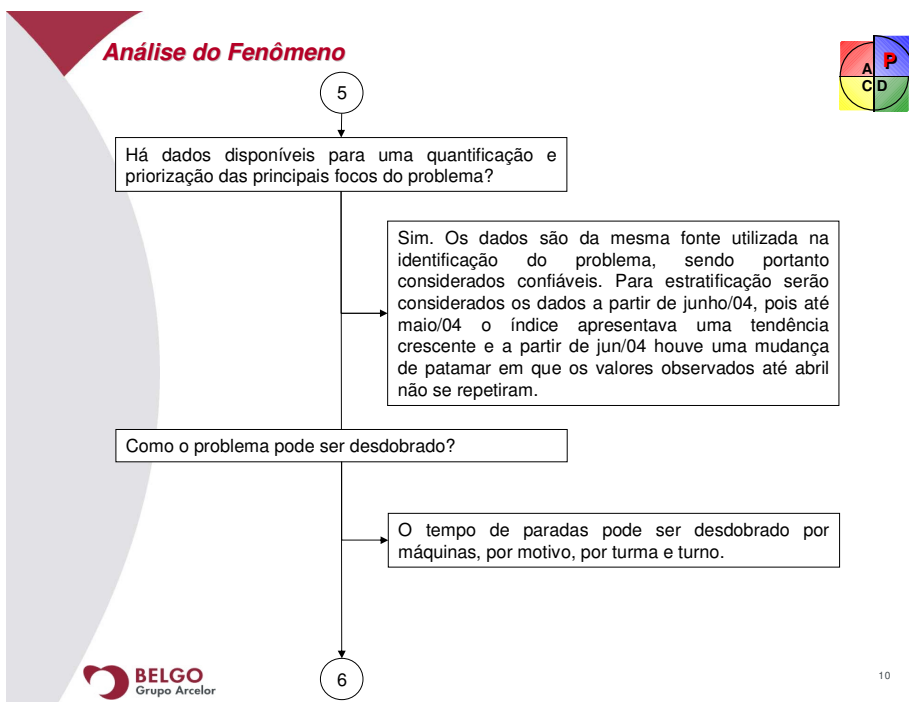 Análise do Fenômeno
A P
C D
5
Há dados disponíveis para uma quantificação e
priorização das principais focos do problema?
Sim. Os dados são da mesma fonte utilizada na
identificação do problema, sendo portanto
considerados confiáveis. Para estratificação serão
considerados os dados a partir de junho/04, pois até
maio/04 o índice apresentava uma tendência
crescente e a partir de jun/04 houve uma mudança
de patamar em que os valores observados até abril
não se repetiram.
Como o problema pode ser desdobrado?
O tempo de paradas pode ser desdobrado por
máquinas, por motivo, por turma e turno.
6
BELGO
Grupo Arcelor
10